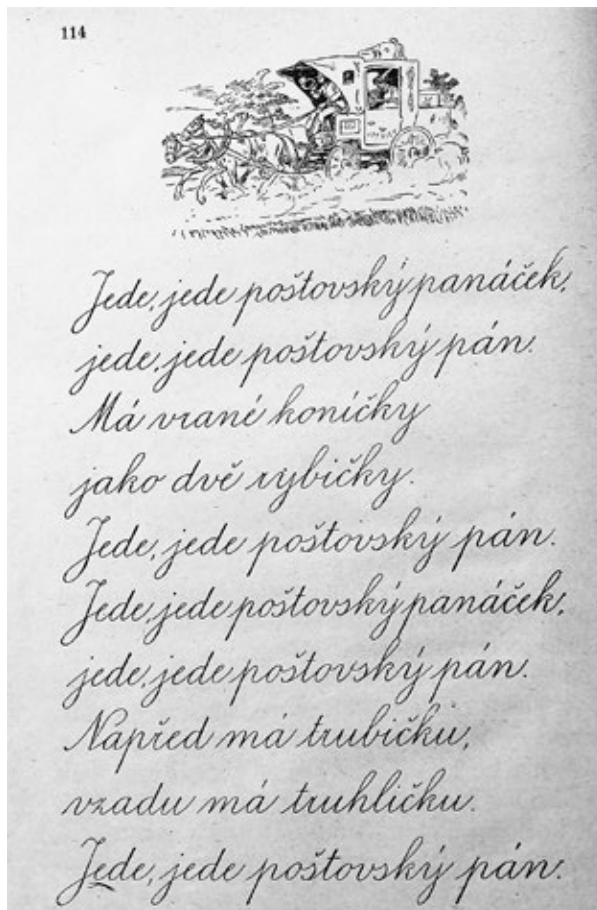 114
Jede, jede poštovský panáček,
jede, jede poštovský pán.
Má vrané koníčky
jako dvě rybičky.
Jede, jede poštovský pán.
Jede, jede poštovský panáček,
jede, jede poštovský pán.
Napřed má trubičku,
vzadu má truhličku.
Jede, jede poštovský pán.